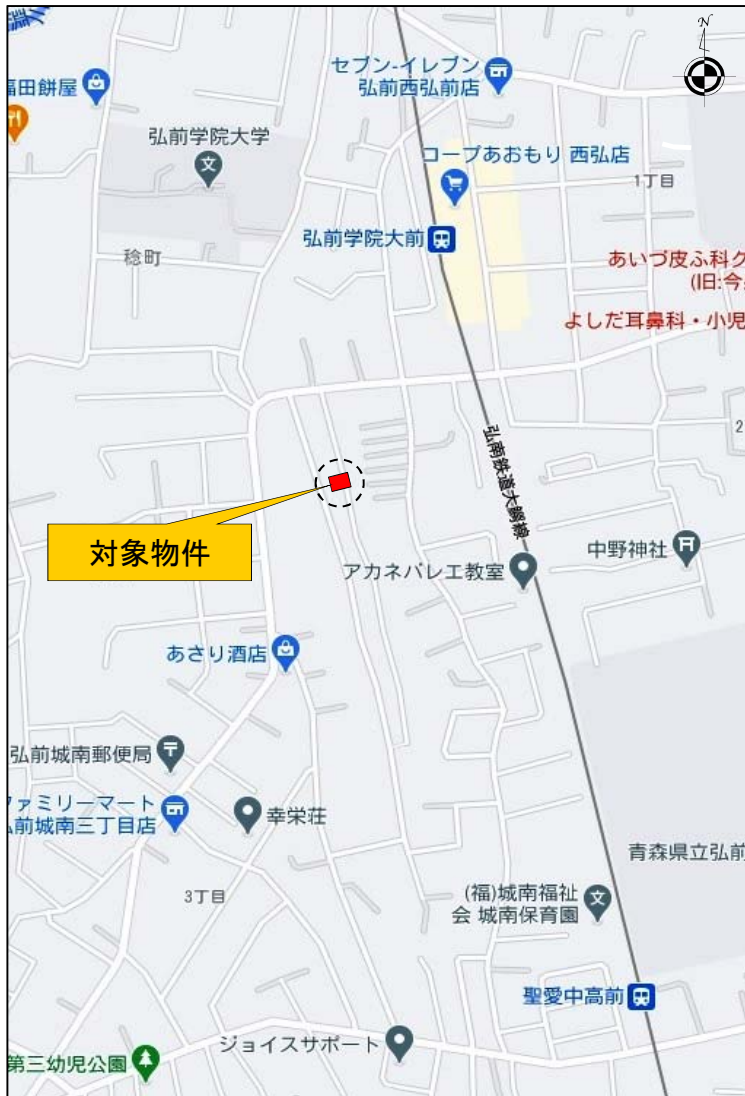 N
セブン-イレブン
弘前西弘前店
福田餅屋
弘前学院大学
コープあおもり 西弘店
1丁目
弘前学院大前
稔町
あいづ皮ふ科ク
(旧:今
よしだ耳鼻科・小児
2
弘南鉄道大鰐線
対象物件
中野神社
アカネバレエ教室
あさり酒店
弘前城南郵便局
ファミリーマート
弘前城南三丁目店
幸栄荘
青森県立弘前
3丁目
(福)城南福祉
会 城南保育園
聖愛中高前
ジョイスサポート
第三幼児公園